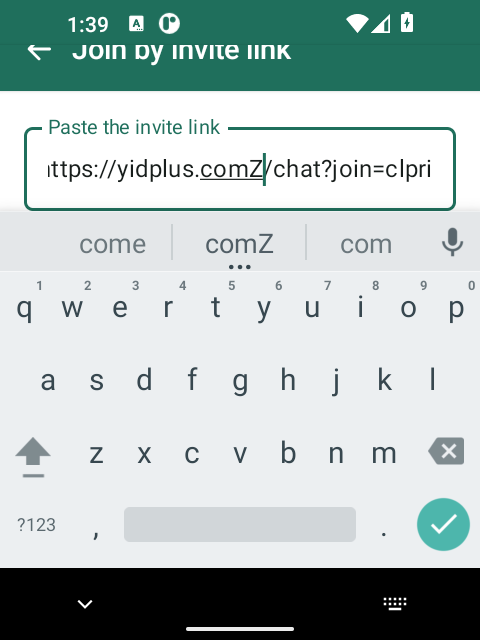 1:39
Join by invite link
Paste the invite link
https://yidplus.comZ/chat?join=clpri
come comZ com
1 2 3 4 5 6 7 8 9 0
q w e r t y u i o p
a s d f g h j k l
z x c v b n m
?123 , .